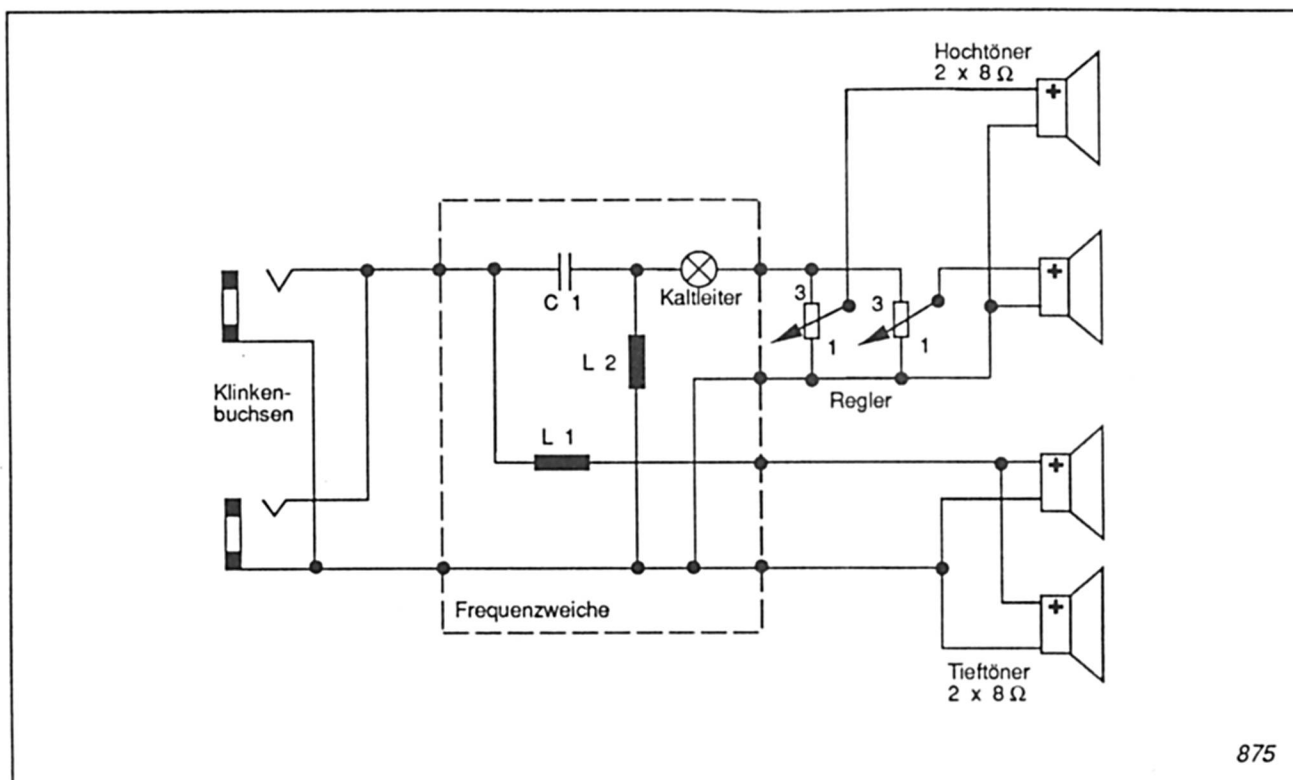 Hochtöner
2 x 8 Ω
+
+
C 1
Kaltleiter
3
3
1
1
L 2
Regler
Klinken-
buchsen
L 1
+
+
Frequenzweiche
Tieftöner
2 x 8 Ω
875